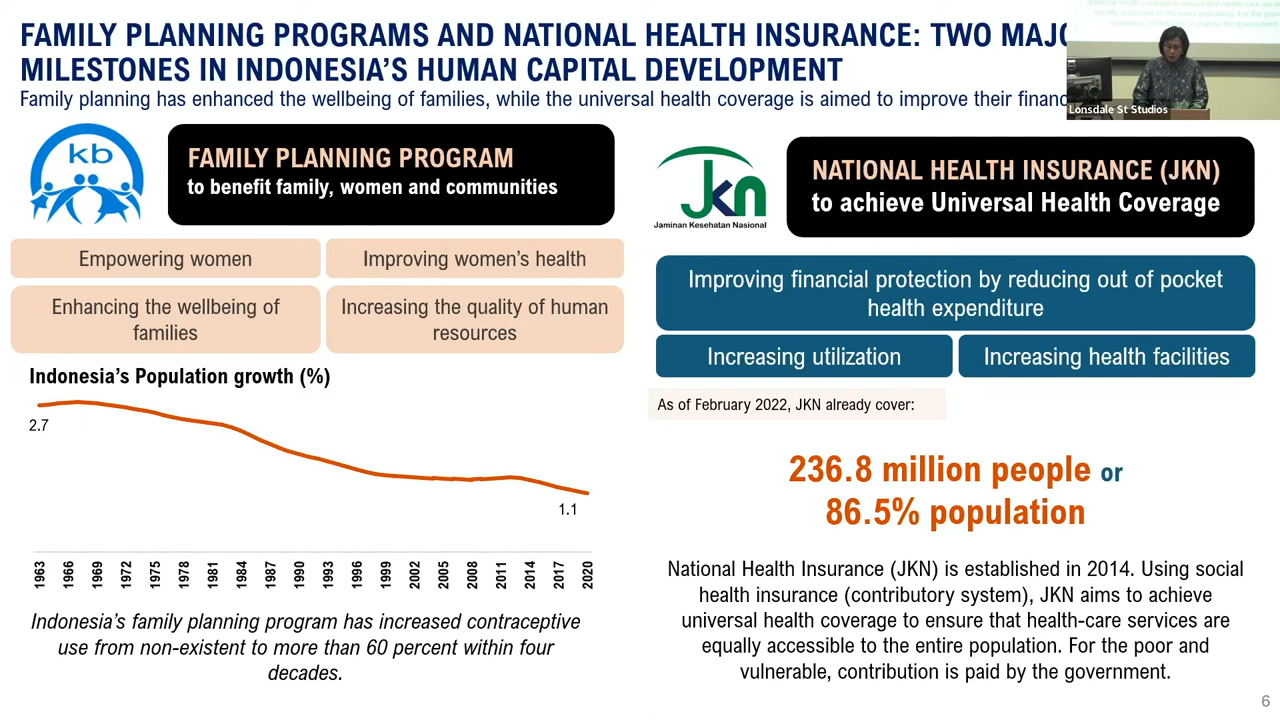 FAMILY PLANNING PROGRAMS AND NATIONAL HEALTH INSURANCE: TWO MAJO
MILESTONES IN INDONESIA'S HUMAN CAPITAL DEVELOPMENT
Family planning has enhanced the wellbeing of families, while the universal health coverage is aimed to improve their financ
Lonsdale St Studios
kb
FAMILY PLANNING PROGRAM
to benefit family, women and communities
Empowering women
Improving women's health
Enhancing the wellbeing of
families
Increasing the quality of human
resources
Indonesia's Population growth (%)
2.7
1.1
1963 1966 1969 1972 1975 1978 1981 1984 1987 1990 1993 1996 1999 2002 2005 2008 2011 2014 2017 2020
Indonesia's family planning program has increased contraceptive
use from non-existent to more than 60 percent within four
decades.
jkn
Jaminan Kesehatan Nasional
NATIONAL HEALTH INSURANCE (JKN)
to achieve Universal Health Coverage
Improving financial protection by reducing out of pocket
health expenditure
Increasing utilization
Increasing health facilities
As of February 2022, JKN already cover:
236.8 million people or
86.5% population
National Health Insurance (JKN) is established in 2014. Using social
health insurance (contributory system), JKN aims to achieve
universal health coverage to ensure that health-care services are
equally accessible to the entire population. For the poor and
vulnerable, contribution is paid by the government.
6